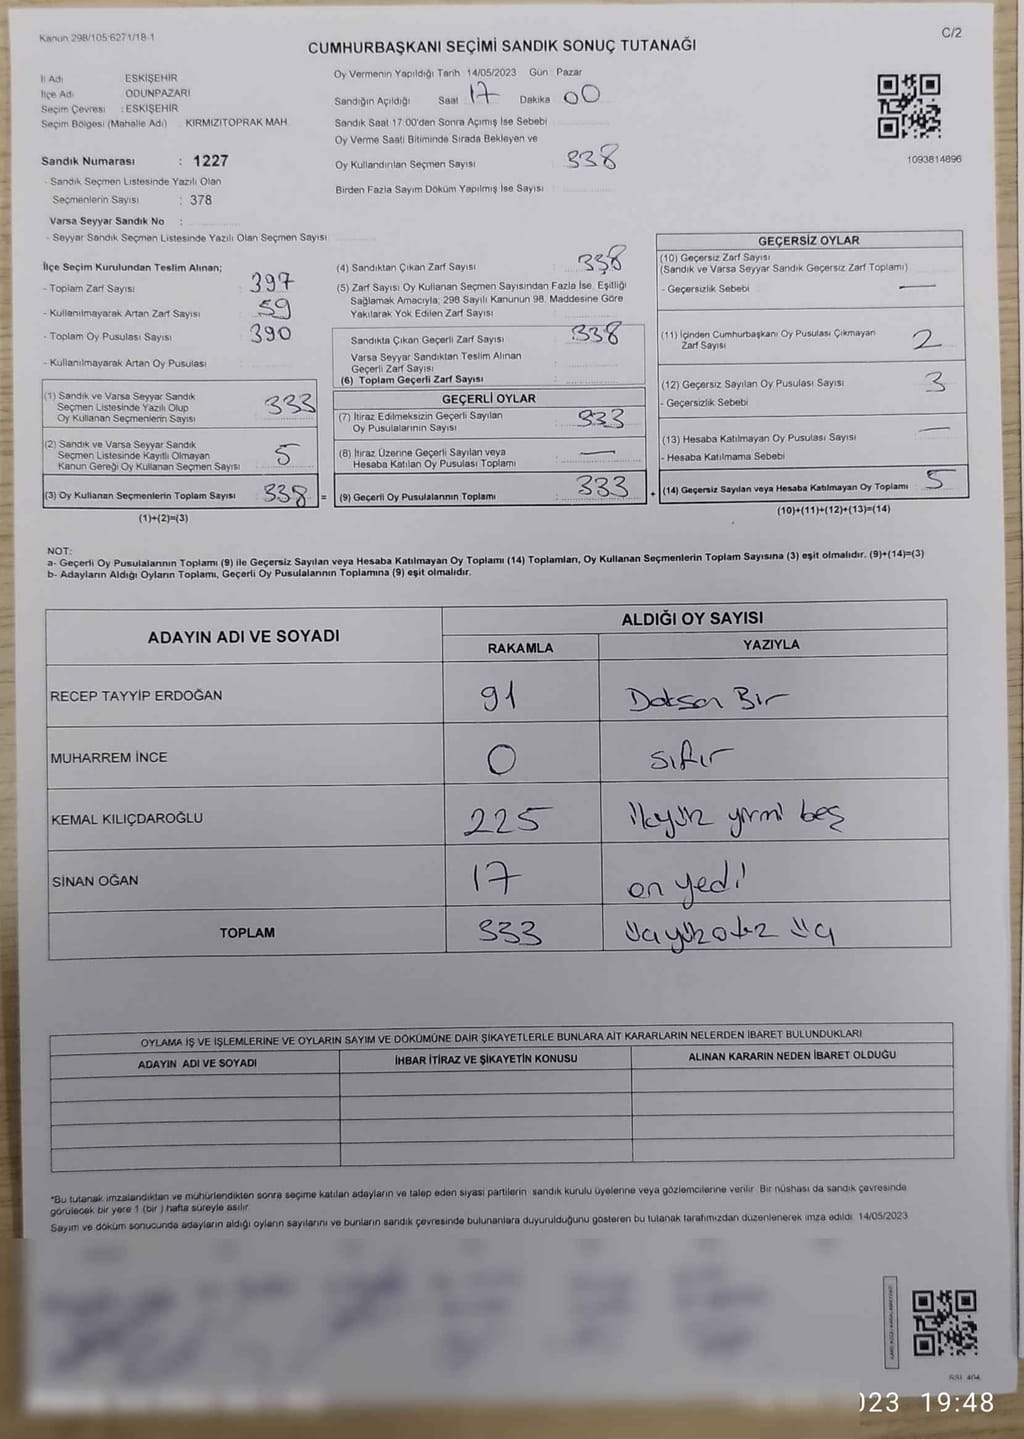 Kanun 298/105 6271/18 1
C/2
CUMHURBAŞKANI SEÇİMİ SANDIK SONUÇ TUTANAĞI
İl Adı ESKİŞEHİR
İlçe Adı ODUNPAZARI
Seçim Çevresi : ESKİŞEHİR
Seçim Bölgesi (Mahalle Adı) KIRMIZITOPRAK MAH.
Sandık Numarası : 1227
- Sandık Seçmen Listesinde Yazılı Olan
Seçmenlerin Sayısı : 378
Varsa Seyyar Sandık No :
- Seyyar Sandık Seçmen Listesinde Yazılı Olan Seçmen Sayısı
Oy Vermenin Yapıldığı Tarih 14/05/2023 Gün Pazar
Sandığın Açıldığı Saat 17 Dakika 00
Sandık Saat 17:00'den Sonra Açımış İse Sebebi
Oy Verme Saati Bitiminde Sırada Bekleyen ve
Oy Kullandırılan Seçmen Sayısı 338
Birden Fazla Sayım Döküm Yapılmış İse Sayısı
1093814896
İlçe Seçim Kurulundan Teslim Alınan;
- Toplam Zarf Sayısı 397
- Kullanılmayarak Artan Zarf Sayısı 59
- Toplam Oy Pusulası Sayısı 390
- Kullanılmayarak Artan Oy Pusulası
(1) Sandık ve Varsa Seyyar Sandık
Seçmen Listesinde Yazılı Olup
Oy Kullanan Seçmenlerin Sayısı 333
(2) Sandık ve Varsa Seyyar Sandık
Seçmen Listesinde Kayıtlı Olmayan
Kanun Gereği Oy Kullanan Seçmen Sayısı 5
(3) Oy Kullanan Seçmenlerin Toplam Sayısı 338 =
(1)+(2)=(3)
(4) Sandıktan Çıkan Zarf Sayısı : 338
(5) Zarf Sayısı Oy Kullanan Seçmen Sayısından Fazla İse, Eşitliği
Sağlamak Amacıyla; 298 Sayılı Kanunun 98. Maddesine Göre
Yakılarak Yok Edilen Zarf Sayısı :
Sandıkta Çıkan Geçerli Zarf Sayısı : 338
Varsa Seyyar Sandıktan Teslim Alınan
Geçerli Zarf Sayısı :
(6) Toplam Geçerli Zarf Sayısı :
GEÇERLİ OYLAR
(7) İtiraz Edilmeksizin Geçerli Sayılan
Oy Pusulalarının Sayısı 333
(8) İtiraz Üzerine Geçerli Sayılan veya
Hesaba Katılan Oy Pusulası Toplamı : —
(9) Geçerli Oy Pusulalarının Toplamı : 333 +
GEÇERSİZ OYLAR
(10) Geçersiz Zarf Sayısı
(Sandık ve Varsa Seyyar Sandık Geçersiz Zarf Toplamı)
- Geçersizlik Sebebi —
(11) İçinden Cumhurbaşkanı Oy Pusulası Çıkmayan
Zarf Sayısı 2
(12) Geçersiz Sayılan Oy Pusulası Sayısı 3
- Geçersizlik Sebebi
(13) Hesaba Katılmayan Oy Pusulası Sayısı —
- Hesaba Katılmama Sebebi
(14) Geçersiz Sayılan veya Hesaba Katılmayan Oy Toplamı 5
(10)+(11)+(12)+(13)=(14)
NOT:
a- Geçerli Oy Pusulalarının Toplamı (9) ile Geçersiz Sayılan veya Hesaba Katılmayan Oy Toplamı (14) Toplamları, Oy Kullanan Seçmenlerin Toplam Sayısına (3) eşit olmalıdır. (9)+(14)=(3)
b- Adayların Aldığı Oyların Toplamı, Geçerli Oy Pusulalarının Toplamına (9) eşit olmalıdır.
ADAYIN ADI VE SOYADI ALDIĞI OY SAYISI
RAKAMLA YAZIYLA
RECEP TAYYİP ERDOĞAN 91 Doksan Bir
MUHARREM İNCE 0 sıfır
KEMAL KILIÇDAROĞLU 225 ikiyüz yirmi beş
SİNAN OĞAN 17 on yedi
TOPLAM 333 üçyüzotuz üç
OYLAMA İŞ VE İŞLEMLERİNE VE OYLARIN SAYIM VE DÖKÜMÜNE DAİR ŞİKAYETLERLE BUNLARA AİT KARARLARIN NELERDEN İBARET BULUNDUKLARI
ADAYIN ADI VE SOYADI İHBAR İTİRAZ VE ŞİKAYETİN KONUSU ALINAN KARARIN NEDEN İBARET OLDUĞU
*Bu tutanak imzalandıktan ve mühürlendikten sonra seçime katılan adayların ve talep eden siyasi partilerin sandık kurulu üyelerine veya gözlemcilerine verilir. Bir nüshası da sandık çevresinde
görülecek bir yere 1 (bir ) hafta süreyle asılır.
Sayım ve döküm sonucunda adayların aldığı oyların sayılarını ve bunların sandık çevresinde bulunanlara duyurulduğunu gösteren bu tutanak tarafımızdan düzenlenerek imza edildi. 14/05/2023
023 19:48